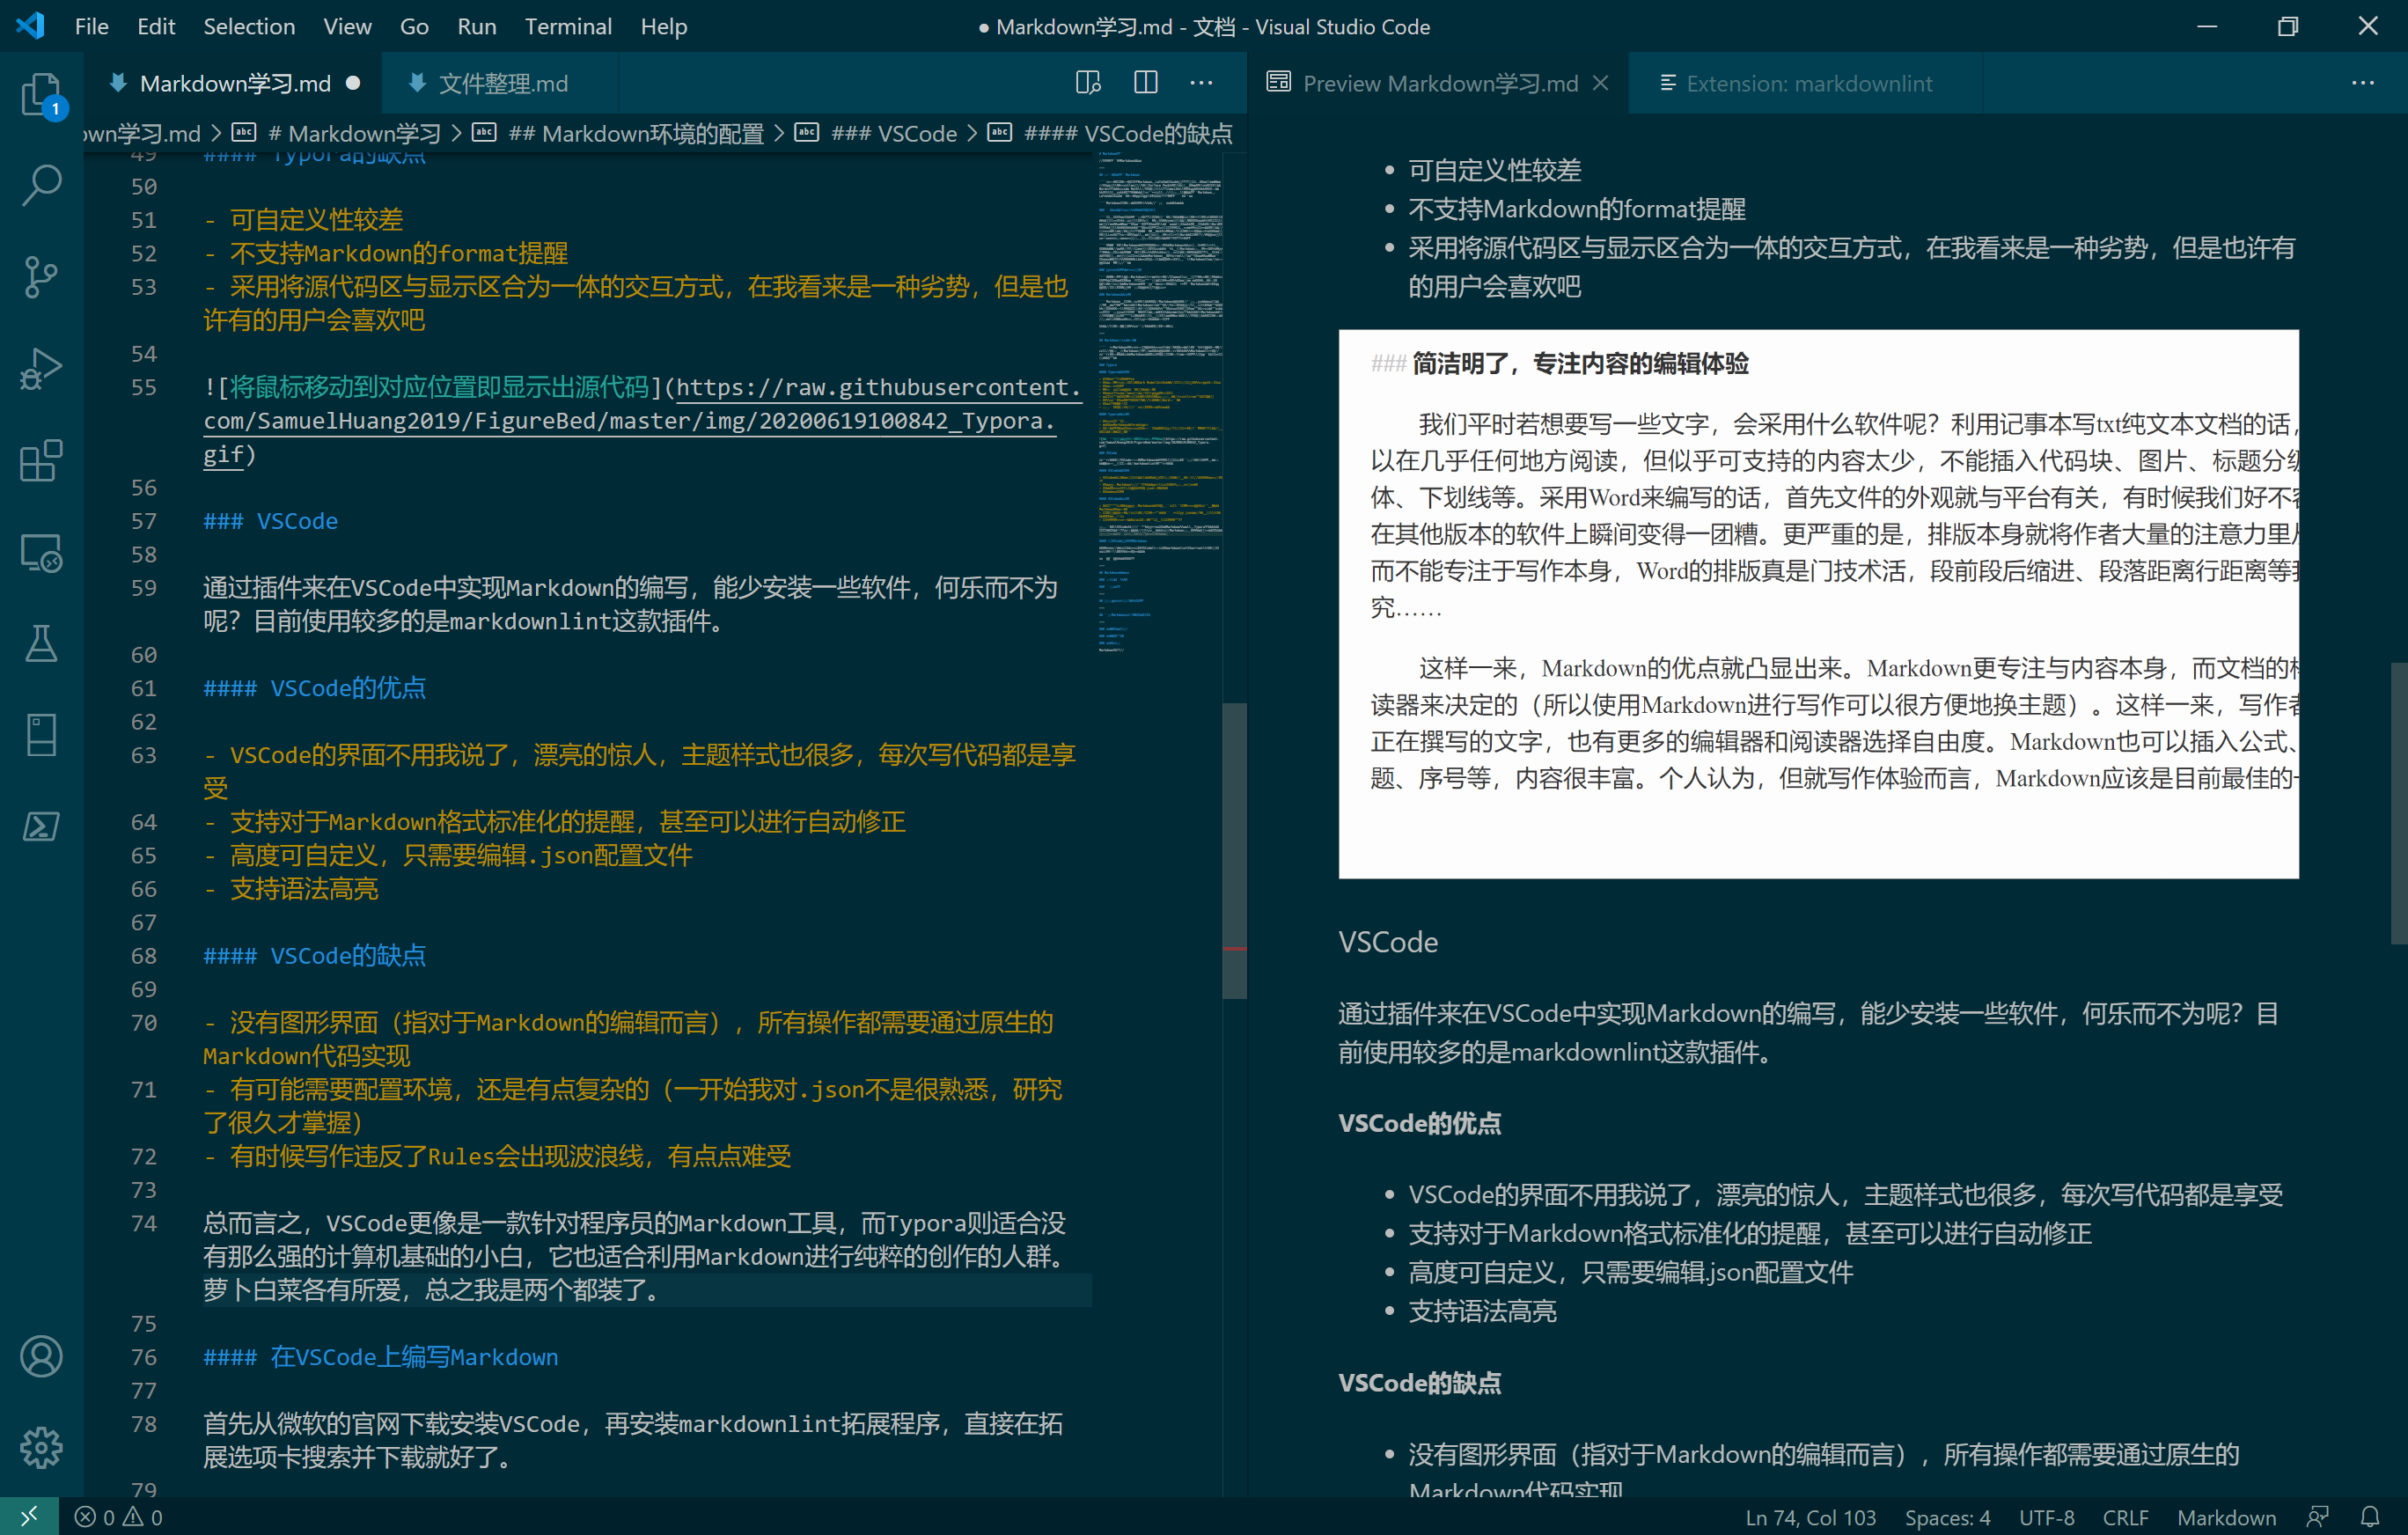 File Edit Selection View Go Run Terminal Help
● Markdown学习.md - 文档 - Visual Studio Code
1
Markdown学习.md ●
文件整理.md
Preview Markdown学习.md
Extension: markdownlint
own学习.md > # Markdown学习 > ## Markdown环境的配置 > ### VSCode > #### VSCode的缺点
49 #### Typora的缺点
50
51 - 可自定义性较差
52 - 不支持Markdown的format提醒
53 - 采用将源代码区与显示区合为一体的交互方式，在我看来是一种劣势，但是也
许有的用户会喜欢吧
54
55 ![将鼠标移动到对应位置即显示出源代码](https://raw.githubusercontent.
com/SamuelHuang2019/FigureBed/master/img/20200619100842_Typora.
gif)
56
57 ### VSCode
58
59 通过插件来在VSCode中实现Markdown的编写，能少安装一些软件，何乐而不为
呢？目前使用较多的是markdownlint这款插件。
60
61 #### VSCode的优点
62
63 - VSCode的界面不用我说了，漂亮的惊人，主题样式也很多，每次写代码都是享
受
64 - 支持对于Markdown格式标准化的提醒，甚至可以进行自动修正
65 - 高度可自定义，只需要编辑.json配置文件
66 - 支持语法高亮
67
68 #### VSCode的缺点
69
70 - 没有图形界面（指对于Markdown的编辑而言），所有操作都需要通过原生的
Markdown代码实现
71 - 有可能需要配置环境，还是有点复杂的（一开始我对.json不是很熟悉，研究
了很久才掌握）
72 - 有时候写作违反了Rules会出现波浪线，有点点难受
73
74 总而言之，VSCode更像是一款针对程序员的Markdown工具，而Typora则适合没
有那么强的计算机基础的小白，它也适合利用Markdown进行纯粹的创作的人群。
萝卜白菜各有所爱，总之我是两个都装了。
75
76 #### 在VSCode上编写Markdown
77
78 首先从微软的官网下载安装VSCode，再安装markdownlint拓展程序，直接在拓
展选项卡搜索并下载就好了。
79
• 可自定义性较差
• 不支持Markdown的format提醒
• 采用将源代码区与显示区合为一体的交互方式，在我看来是一种劣势，但是也许有
的用户会喜欢吧
### 简洁明了，专注内容的编辑体验
我们平时若想要写一些文字，会采用什么软件呢？利用记事本写txt纯文本文档的话，
以在几乎任何地方阅读，但似乎可支持的内容太少，不能插入代码块、图片、标题分级
体、下划线等。采用Word来编写的话，首先文件的外观就与平台有关，有时候我们好不容
在其他版本的软件上瞬间变得一团糟。更严重的是，排版本身就将作者大量的注意力里
而不能专注于写作本身，Word的排版真是门技术活，段前段后缩进、段落距离行距离等
究……
这样一来，Markdown的优点就凸显出来。Markdown更专注与内容本身，而文档的
读器来决定的（所以使用Markdown进行写作可以很方便地换主题）。这样一来，写作者
正在撰写的文字，也有更多的编辑器和阅读器选择自由度。Markdown也可以插入公式、
题、序号等，内容很丰富。个人认为，但就写作体验而言，Markdown应该是目前最佳的
VSCode
通过插件来在VSCode中实现Markdown的编写，能少安装一些软件，何乐而不为呢？目
前使用较多的是markdownlint这款插件。
VSCode的优点
• VSCode的界面不用我说了，漂亮的惊人，主题样式也很多，每次写代码都是享受
• 支持对于Markdown格式标准化的提醒，甚至可以进行自动修正
• 高度可自定义，只需要编辑.json配置文件
• 支持语法高亮
VSCode的缺点
• 没有图形界面（指对于Markdown的编辑而言），所有操作都需要通过原生的
Markdown代码实现
0 0
Ln 74, Col 103 Spaces: 4 UTF-8 CRLF Markdown